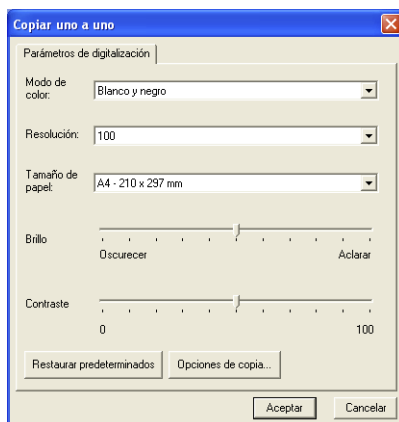 Copiar uno a uno
Parámetros de digitalización
Modo de
color:
Blanco y negro
Resolución:
100
Tamaño de
papel:
A4 - 210 x 297 mm
Brillo
Oscurecer
Aclarar
Contraste
0
100
Restaurar predeterminados
Opciones de copia...
Aceptar
Cancelar